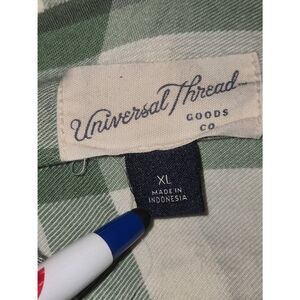 Universal Thread
GOODS
CO
XL
MADE IN
INDONESIA